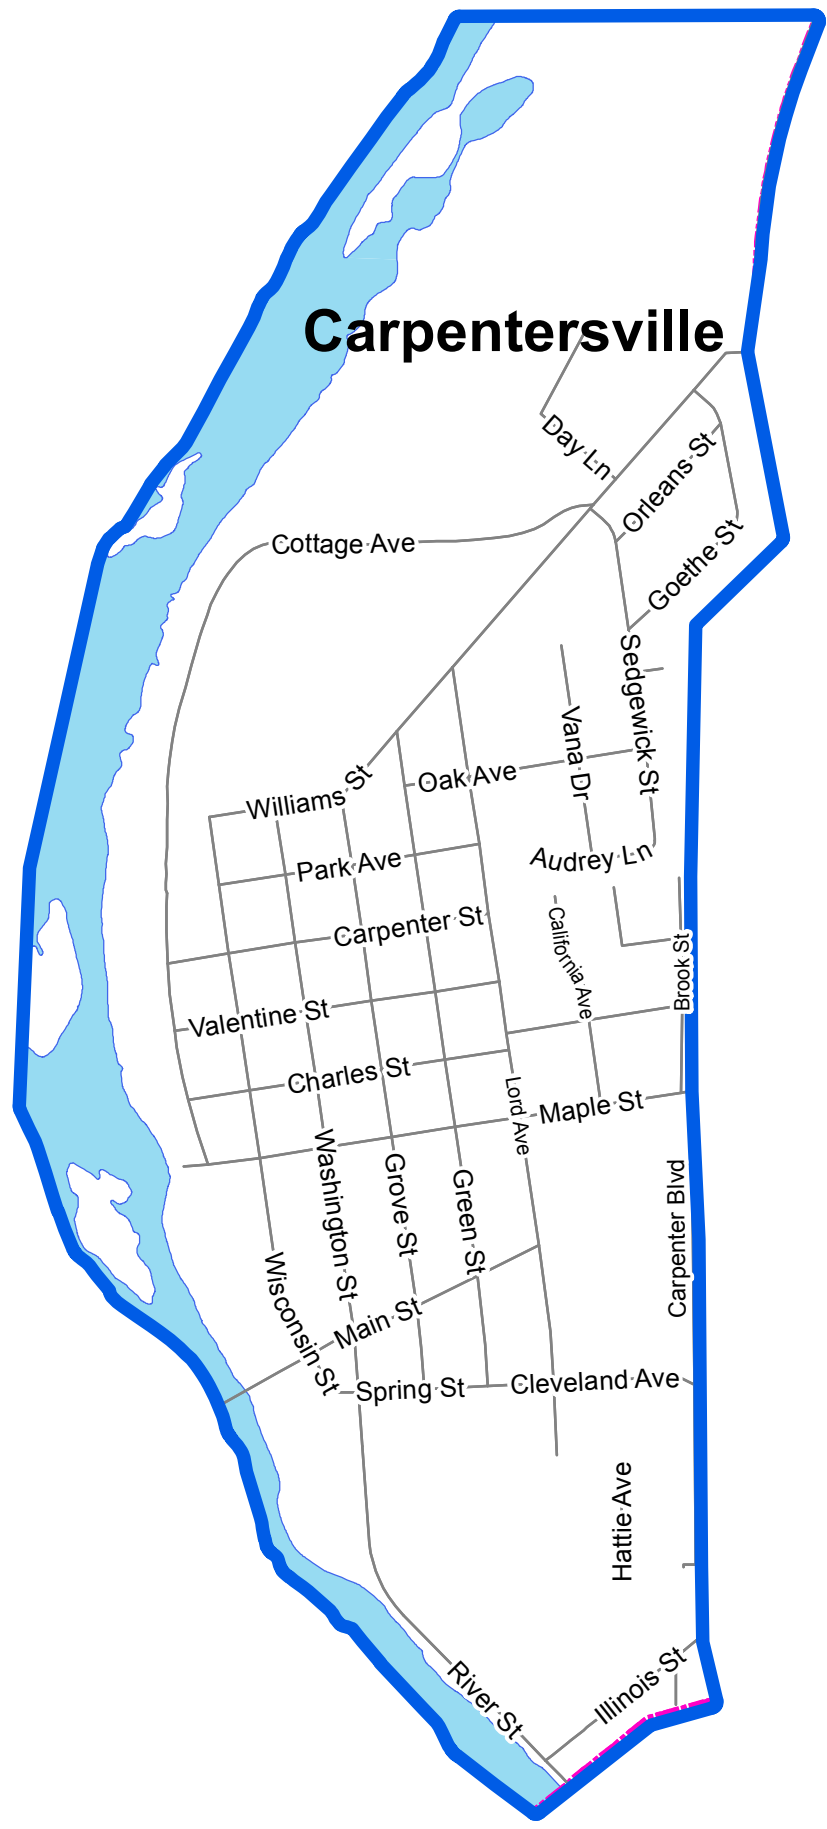 Carpentersville
Day Ln
Orleans St
Cottage Ave
Goethe St
Sedgewick St
Vana Dr
Oak Ave
Williams St
Audrey Ln
Park Ave
Carpenter St
California Ave
Brook St
Valentine St
Charles St
Lord Ave
Maple St
Washington St
Grove St
Green St
Carpenter Blvd
Wisconsin St
Main St
Spring St
Cleveland Ave
Hattie Ave
River St
Illinois St